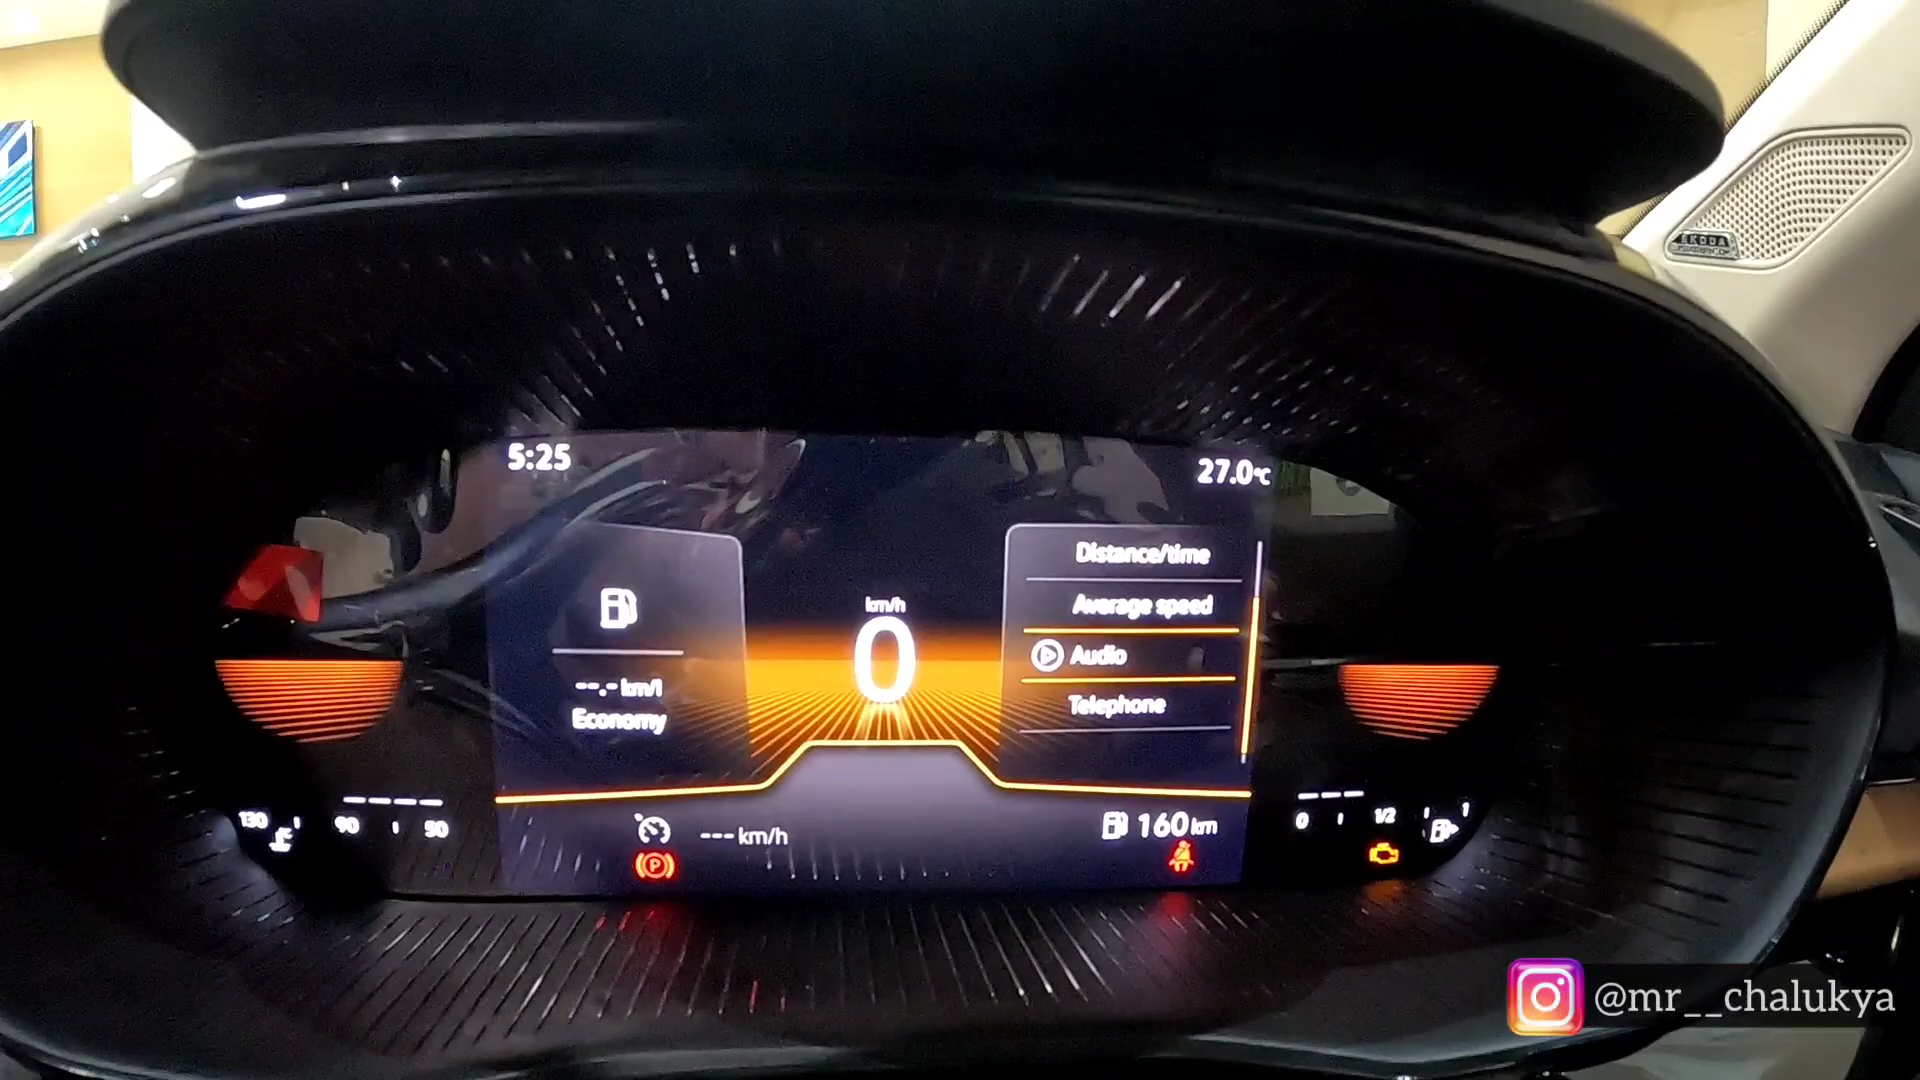 5:25
27.0°C
km/h
0
--.- km/l
Economy
Distance/time
Average speed
Audio
Telephone
130
90
50
--- km/h
160 km
0
1/2
1
P
@mr__chalukya